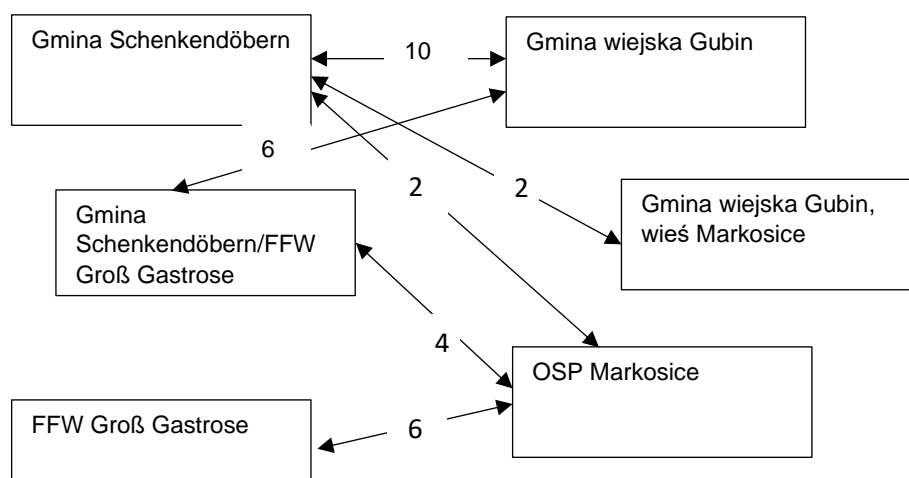 Gmina Schenkendöbern
10
Gmina wiejska Gubin
6
2
2
Gmina
Schenkendöbern/FFW
Groß Gastrose
Gmina wiejska Gubin,
wieś Markosice
4
OSP Markosice
FFW Groß Gastrose
6